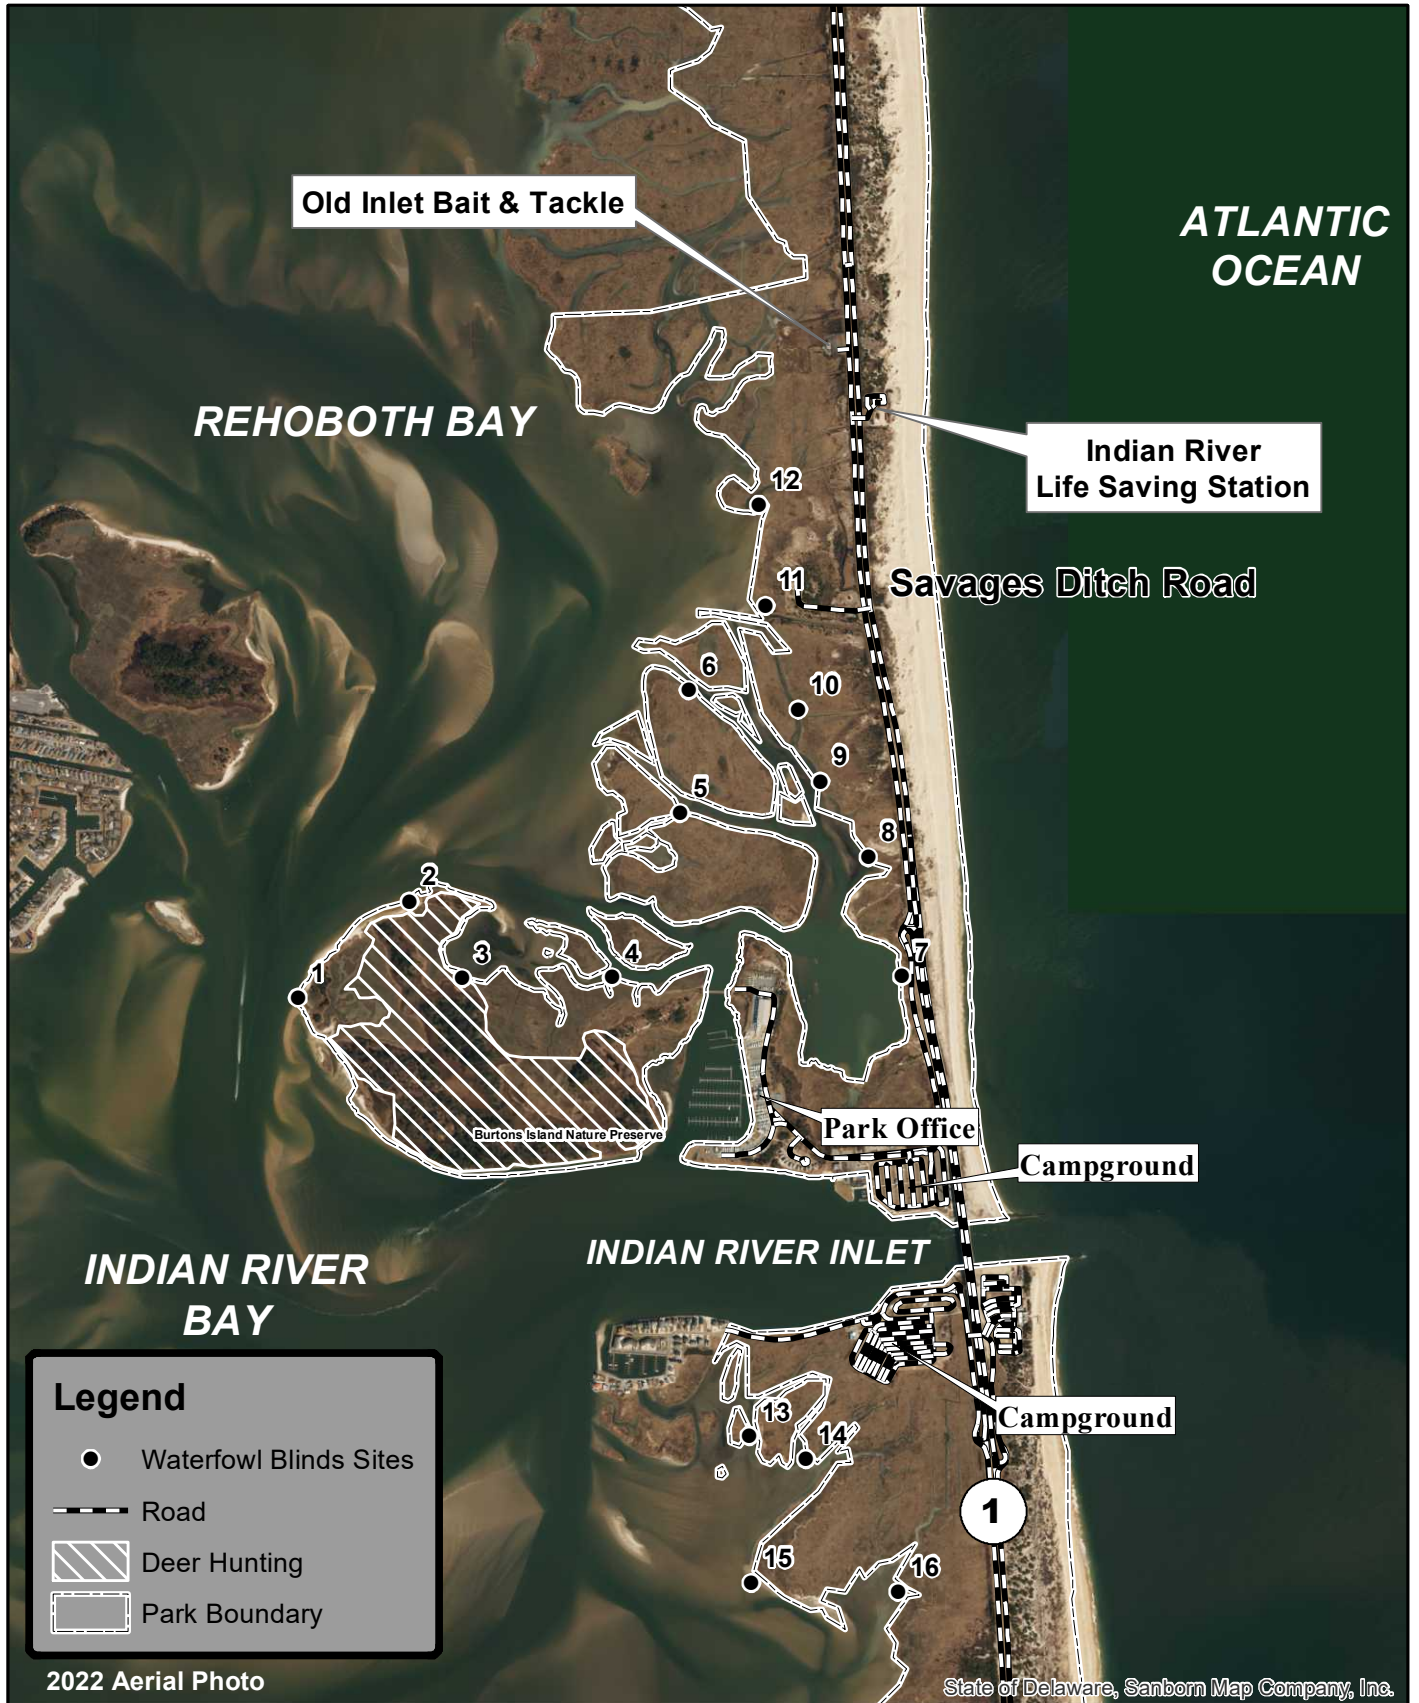 Old Inlet Bait & Tackle
ATLANTIC
OCEAN
REHOBOTH BAY
Indian River
Life Saving Station
12
Savages Ditch Road
11
6
10
9
5
8
2
3
4
7
1
Burtons Island Nature Preserve
Park Office
Campground
INDIAN RIVER INLET
INDIAN RIVER
BAY
Campground
13
14
1
15
16
Legend
Waterfowl Blinds Sites
Road
Deer Hunting
Park Boundary
2022 Aerial Photo
State of Delaware, Sanborn Map Company, Inc.